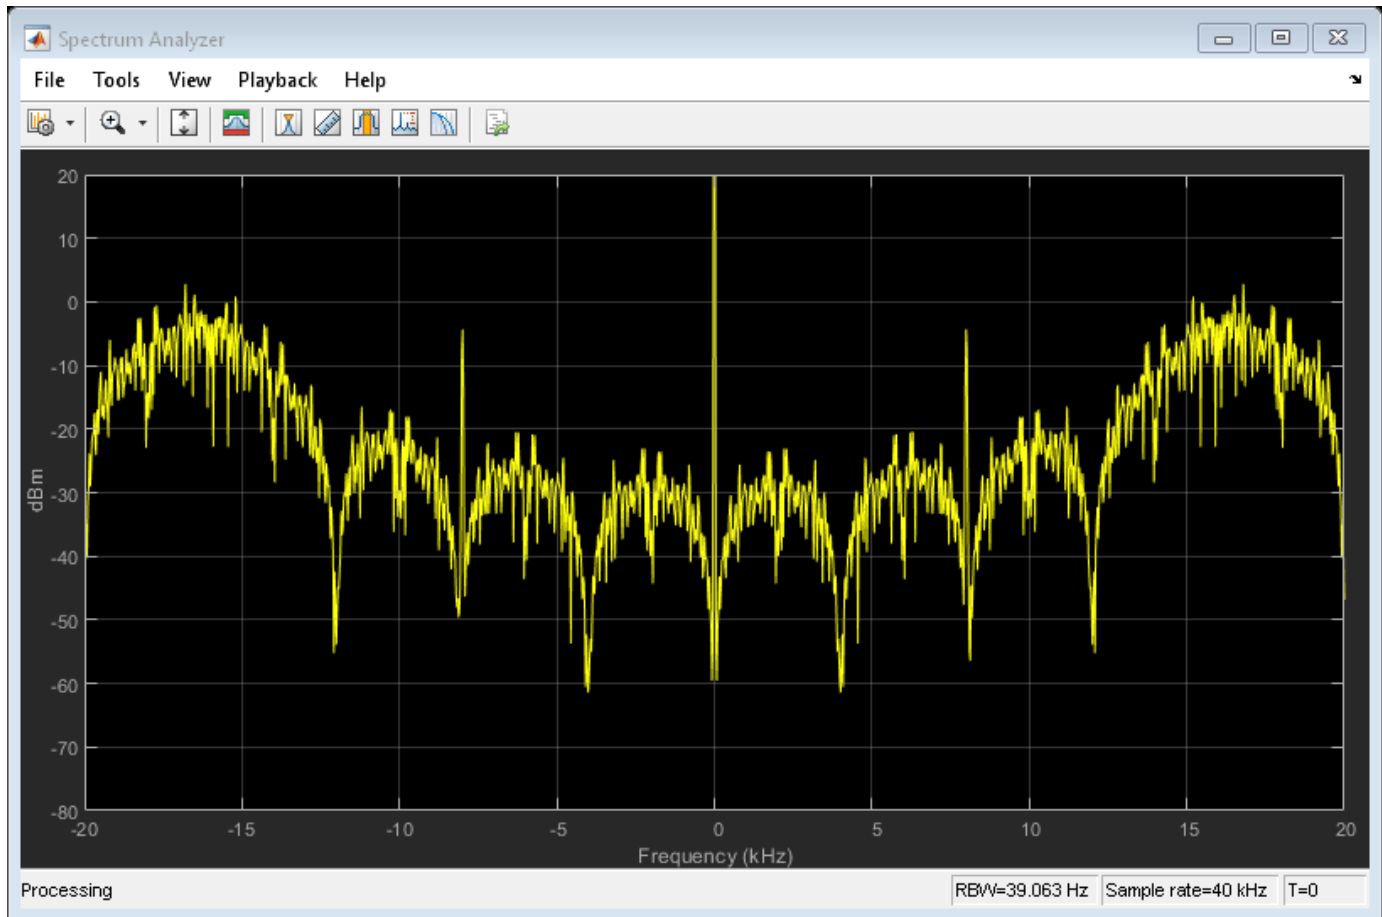 Spectrum Analyzer
File Tools View Playback Help
20
10
0
-10
-20
-30
-40
-50
-60
-70
-80
dBm
-20 -15 -10 -5 0 5 10 15 20
Frequency (kHz)
Processing RBW=39.063 Hz Sample rate=40 kHz T=0